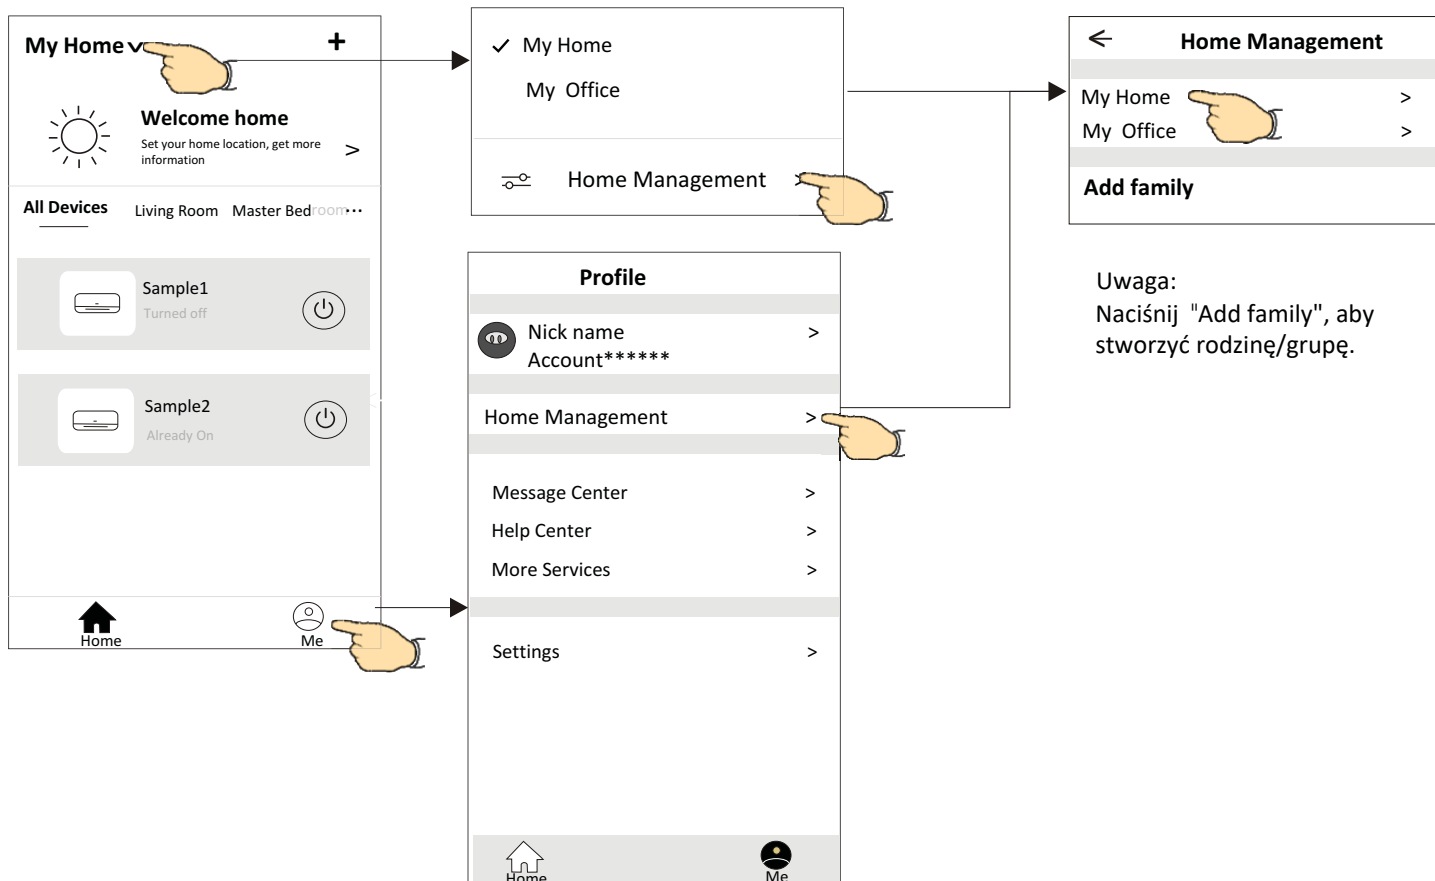 My Home
+
Welcome home
Set your home location, get more
information
>
All Devices
Living Room
Master Bedroom
...
Sample1
Turned off
Sample2
Already On
Home
Me
✓ My Home
My Office
Home Management
>
Profile
Nick name
>
Account******
Home Management
>
Message Center
>
Help Center
>
More Services
>
Settings
>
Home
Me
Home Management
My Home
>
My Office
>
Add family
Uwaga:
Naciśnij "Add family", aby
stworzyć rodzinę/grupę.